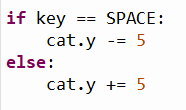 if key == SPACE:
    cat.y -= 5
else:
    cat.y += 5